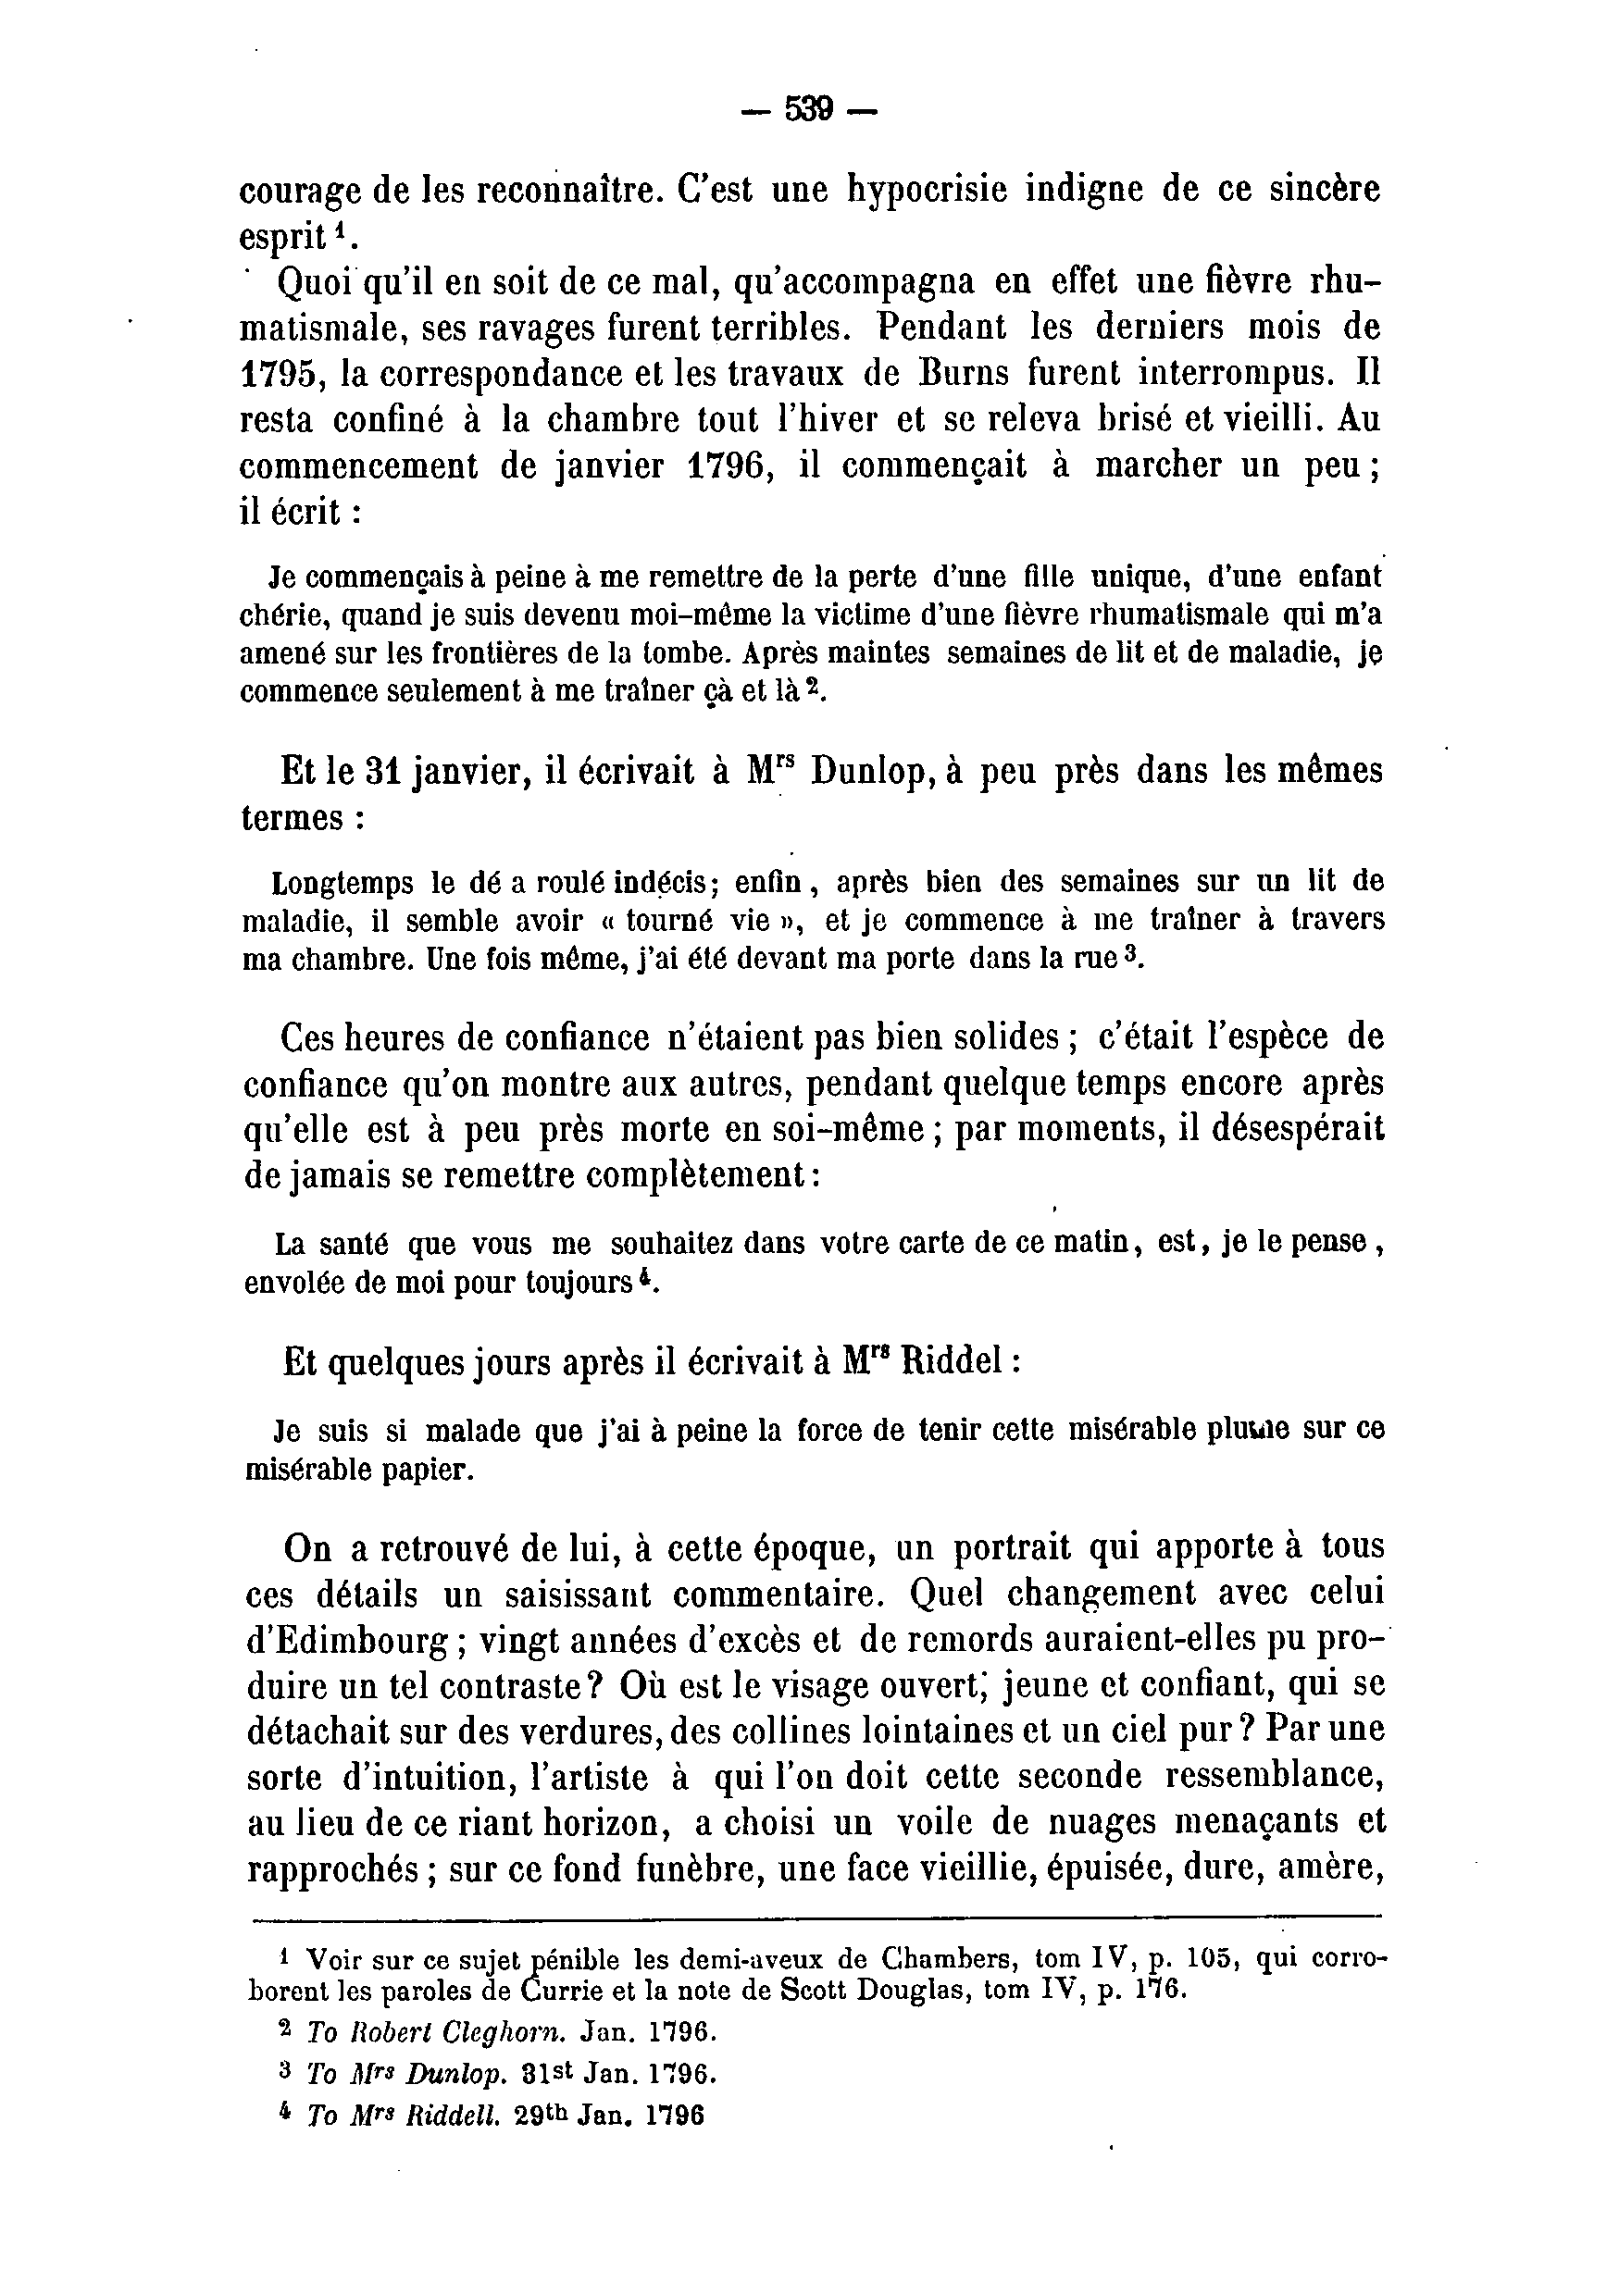 — 539 —
courage de les reconnaître. C'est une hypocrisie indigne de ce sincère
esprit ¹.
Quoi qu'il en soit de ce mal, qu'accompagna en effet une fièvre rhu-
matismale, ses ravages furent terribles. Pendant les derniers mois de
1795, la correspondance et les travaux de Burns furent interrompus. Il
resta confiné à la chambre tout l'hiver et se releva brisé et vieilli. Au
commencement de janvier 1796, il commençait à marcher un peu ;
il écrit :
Je commençais à peine à me remettre de la perte d'une fille unique, d'une enfant
chérie, quand je suis devenu moi-même la victime d'une fièvre rhumatismale qui m'a
amené sur les frontières de la tombe. Après maintes semaines de lit et de maladie, je
commence seulement à me traîner çà et là ².
Et le 31 janvier, il écrivait à Mrs Dunlop, à peu près dans les mêmes
termes :
Longtemps le dé a roulé indécis; enfin, après bien des semaines sur un lit de
maladie, il semble avoir « tourné vie », et je commence à me traîner à travers
ma chambre. Une fois même, j'ai été devant ma porte dans la rue ³.
Ces heures de confiance n'étaient pas bien solides ; c'était l'espèce de
confiance qu'on montre aux autres, pendant quelque temps encore après
qu'elle est à peu près morte en soi-même ; par moments, il désespérait
de jamais se remettre complètement :
La santé que vous me souhaitez dans votre carte de ce matin, est, je le pense,
envolée de moi pour toujours ⁴.
Et quelques jours après il écrivait à Mrs Riddel :
Je suis si malade que j'ai à peine la force de tenir cette misérable plume sur ce
misérable papier.
On a retrouvé de lui, à cette époque, un portrait qui apporte à tous
ces détails un saisissant commentaire. Quel changement avec celui
d'Edimbourg ; vingt années d'excès et de remords auraient-elles pu pro-
duire un tel contraste? Où est le visage ouvert, jeune et confiant, qui se
détachait sur des verdures, des collines lointaines et un ciel pur ? Par une
sorte d'intuition, l'artiste à qui l'on doit cette seconde ressemblance,
au lieu de ce riant horizon, a choisi un voile de nuages menaçants et
rapprochés ; sur ce fond funèbre, une face vieillie, épuisée, dure, amère,
¹ Voir sur ce sujet pénible les demi-aveux de Chambers, tom IV, p. 105, qui corro-
borent les paroles de Currie et la note de Scott Douglas, tom IV, p. 176.
² To Robert Cleghorn. Jan. 1796.
³ To Mrs Dunlop. 31st Jan. 1796.
⁴ To Mrs Riddell. 29th Jan. 1796